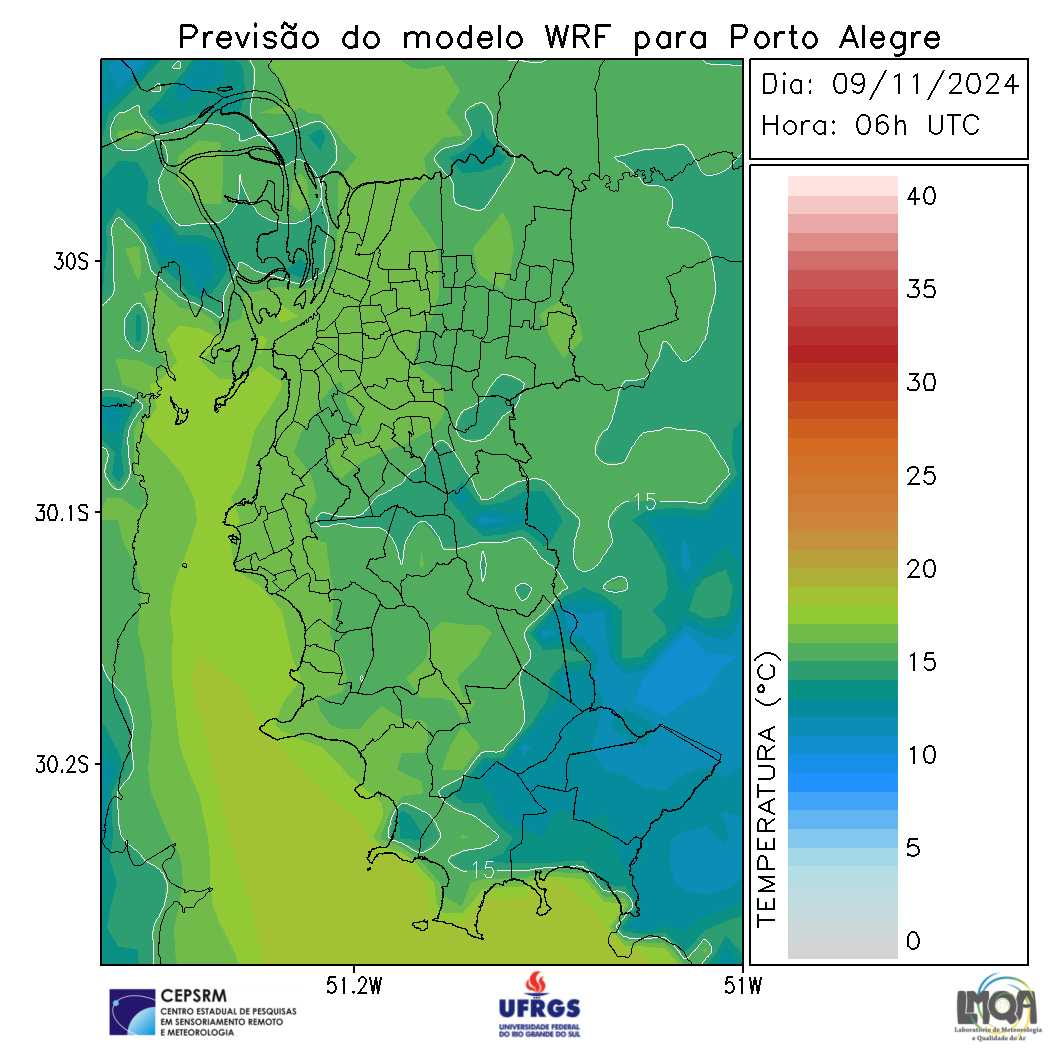 Previsão do modelo WRF para Porto Alegre
Dia: 09/11/2024
Hora: 06h UTC
30S
30.1S
30.2S
51.2W
51W
15
15
TEMPERATURA (°C)
40
35
30
25
20
15
10
5
0
CEPSRM
CENTRO ESTADUAL DE PESQUISAS
EM SENSORIAMENTO REMOTO
E METEOROLOGIA
UFRGS
UNIVERSIDADE FEDERAL
DO RIO GRANDE DO SUL
LMQA
Laboratório de Meteorologia
e Qualidade do Ar